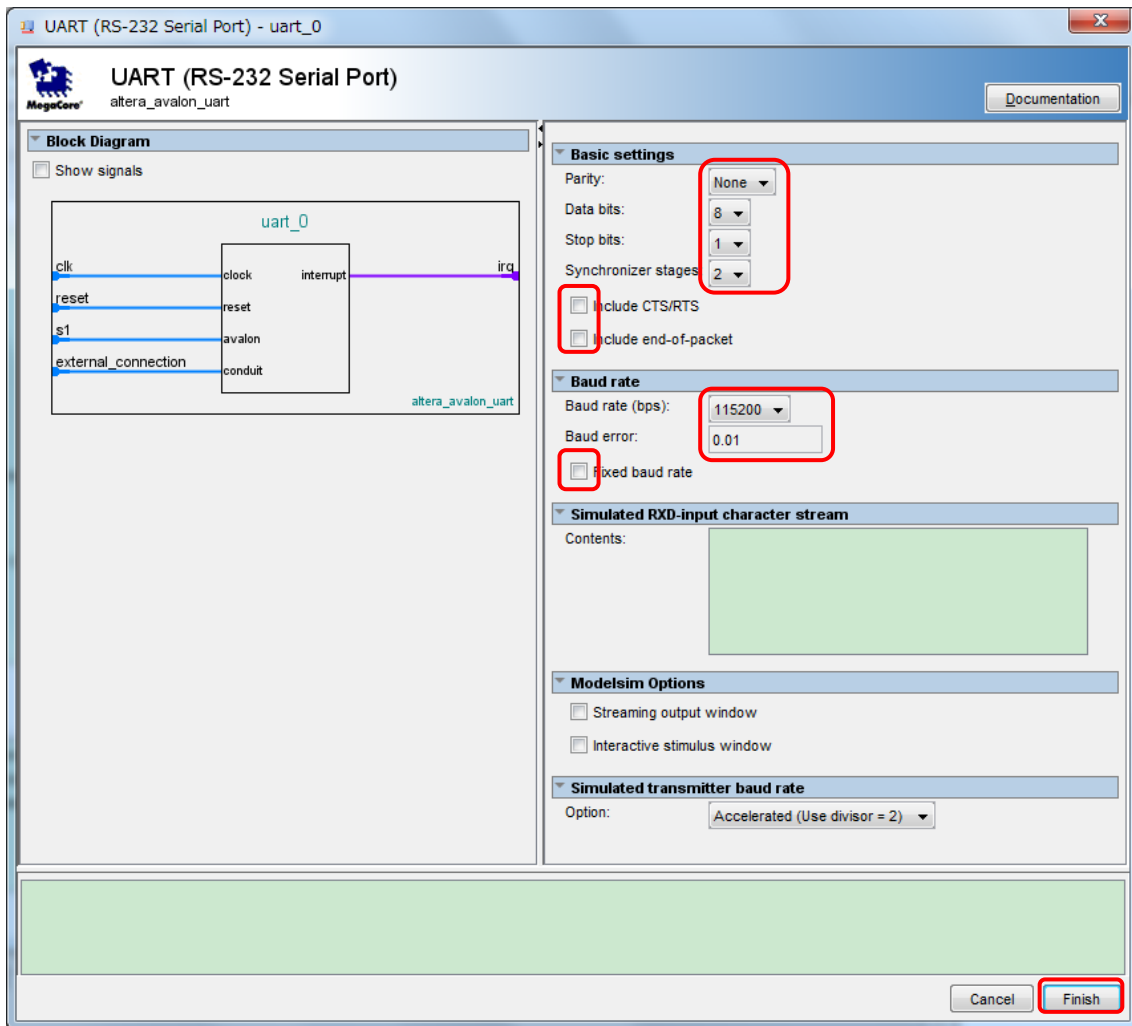 UART (RS-232 Serial Port) - uart_0
UART (RS-232 Serial Port)
MegaCore®
altera_avalon_uart
Documentation
Block Diagram
Show signals
uart_0
clk
clock
interrupt
irq
reset
reset
s1
avalon
external_connection
conduit
altera_avalon_uart
Basic settings
Parity: None
Data bits: 8
Stop bits: 1
Synchronizer stages 2
Include CTS/RTS
Include end-of-packet
Baud rate
Baud rate (bps): 115200
Baud error: 0.01
Fixed baud rate
Simulated RXD-input character stream
Contents:
Modelsim Options
Streaming output window
Interactive stimulus window
Simulated transmitter baud rate
Option: Accelerated (Use divisor = 2)
Cancel
Finish